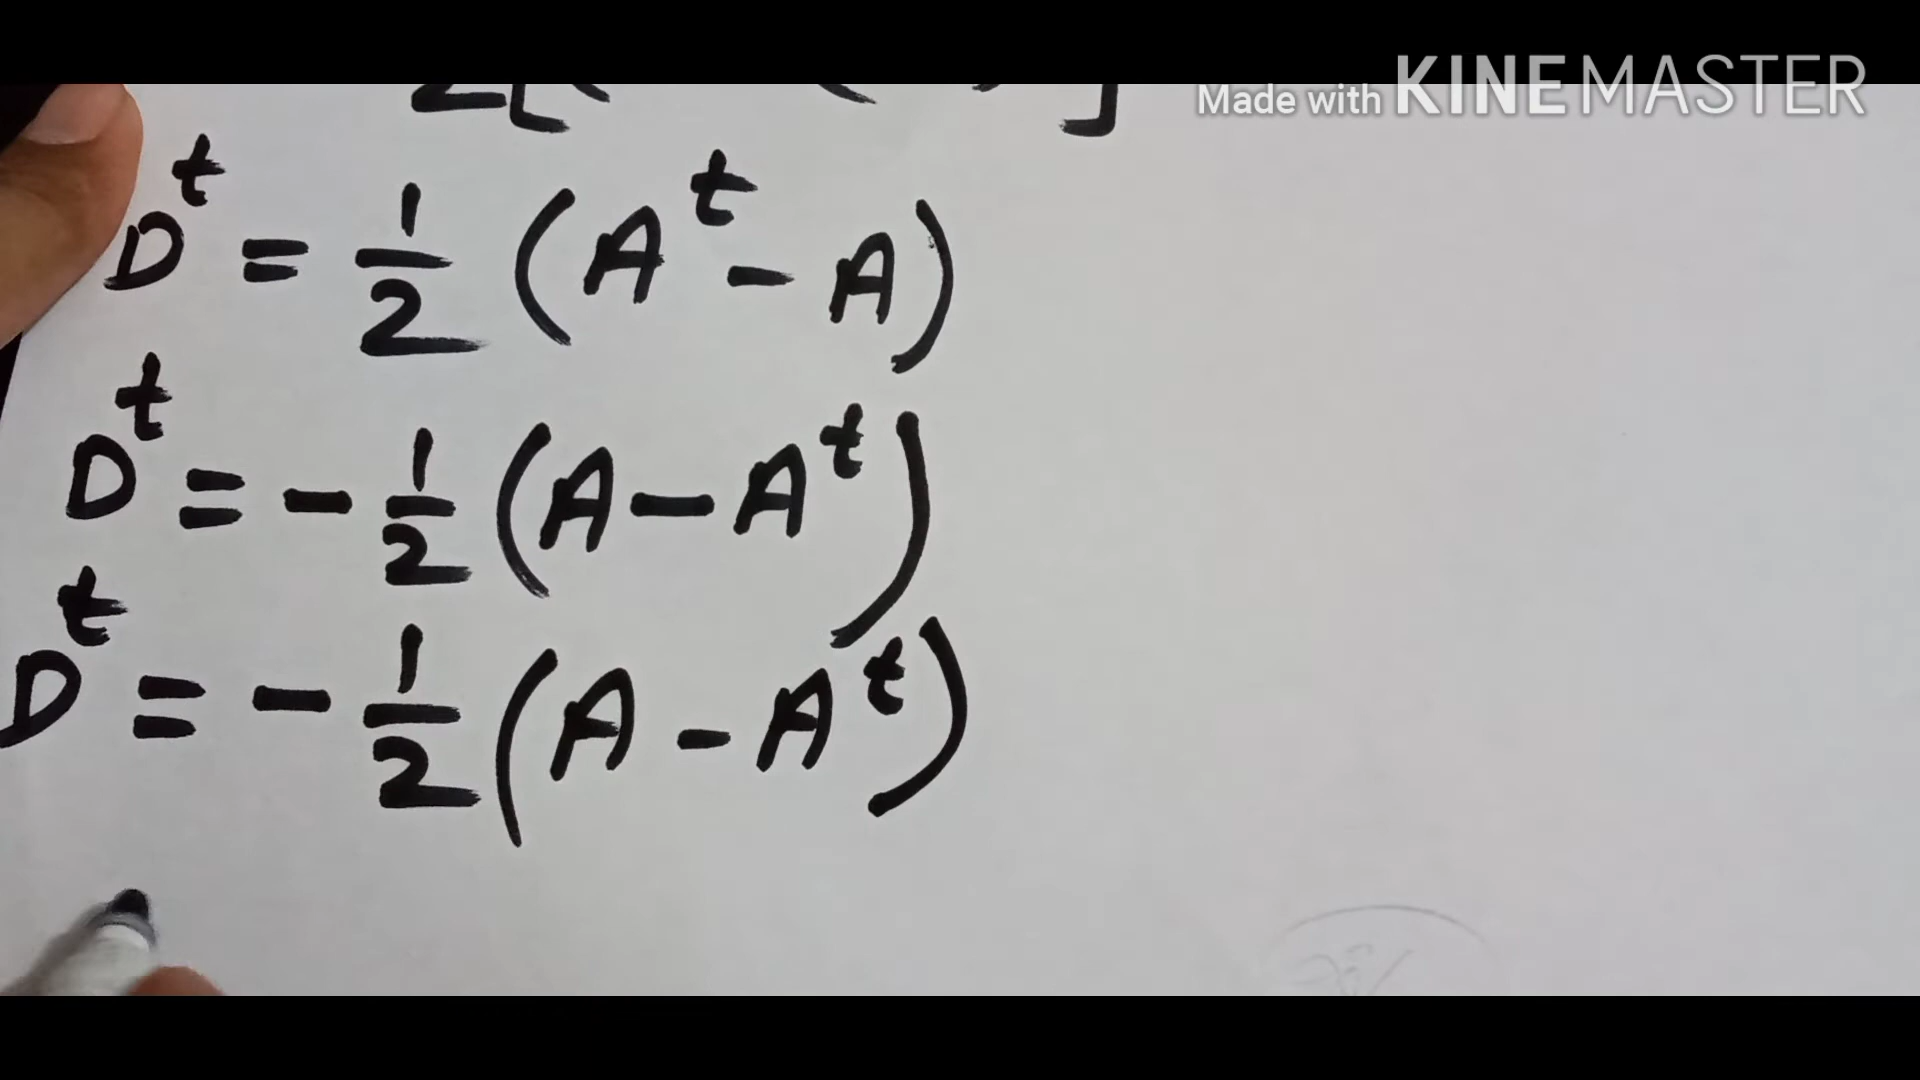 Made with KINEMASTER
D^t = 1/2 (A^t - A)
D^t = - 1/2 (A - A^t)
D^t = - 1/2 (A - A^t)